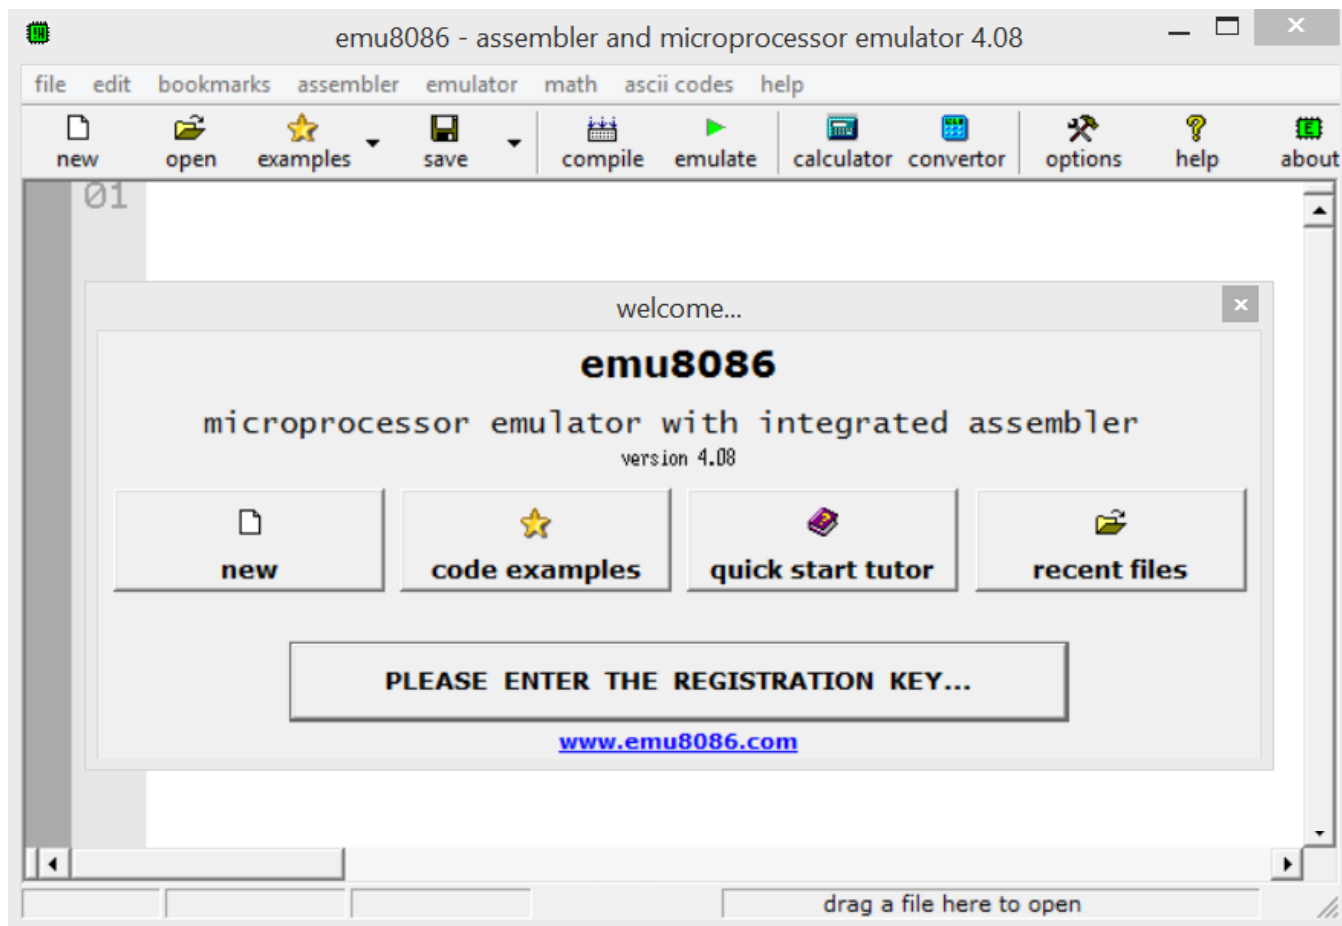 emu8086 - assembler and microprocessor emulator 4.08
file edit bookmarks assembler emulator math ascii codes help
new open examples save compile emulate calculator convertor options help about
01
welcome...
emu8086
microprocessor emulator with integrated assembler
version 4.08
new code examples quick start tutor recent files
PLEASE ENTER THE REGISTRATION KEY...
www.emu8086.com
drag a file here to open